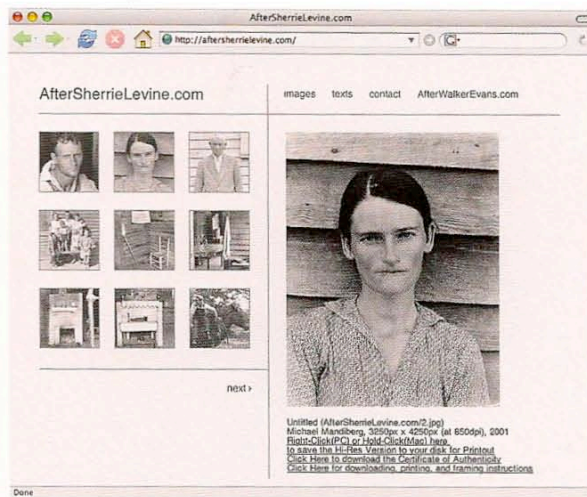 AfterSherrieLevine.com
http://aftersherrielevine.com/
AfterSherrieLevine.com
images texts contact AfterWalkerEvans.com
next ›
Untitled (AfterSherrieLevine.com/2.jpg)
Michael Mandiberg, 3250px x 4250px (at 850dpi), 2001
Right-Click(PC) or Hold-Click(Mac) here
to save the Hi-Res Version to your disk for Printout
Click Here to download the Certificate of Authenticity
Click Here for downloading, printing, and framing instructions
Done